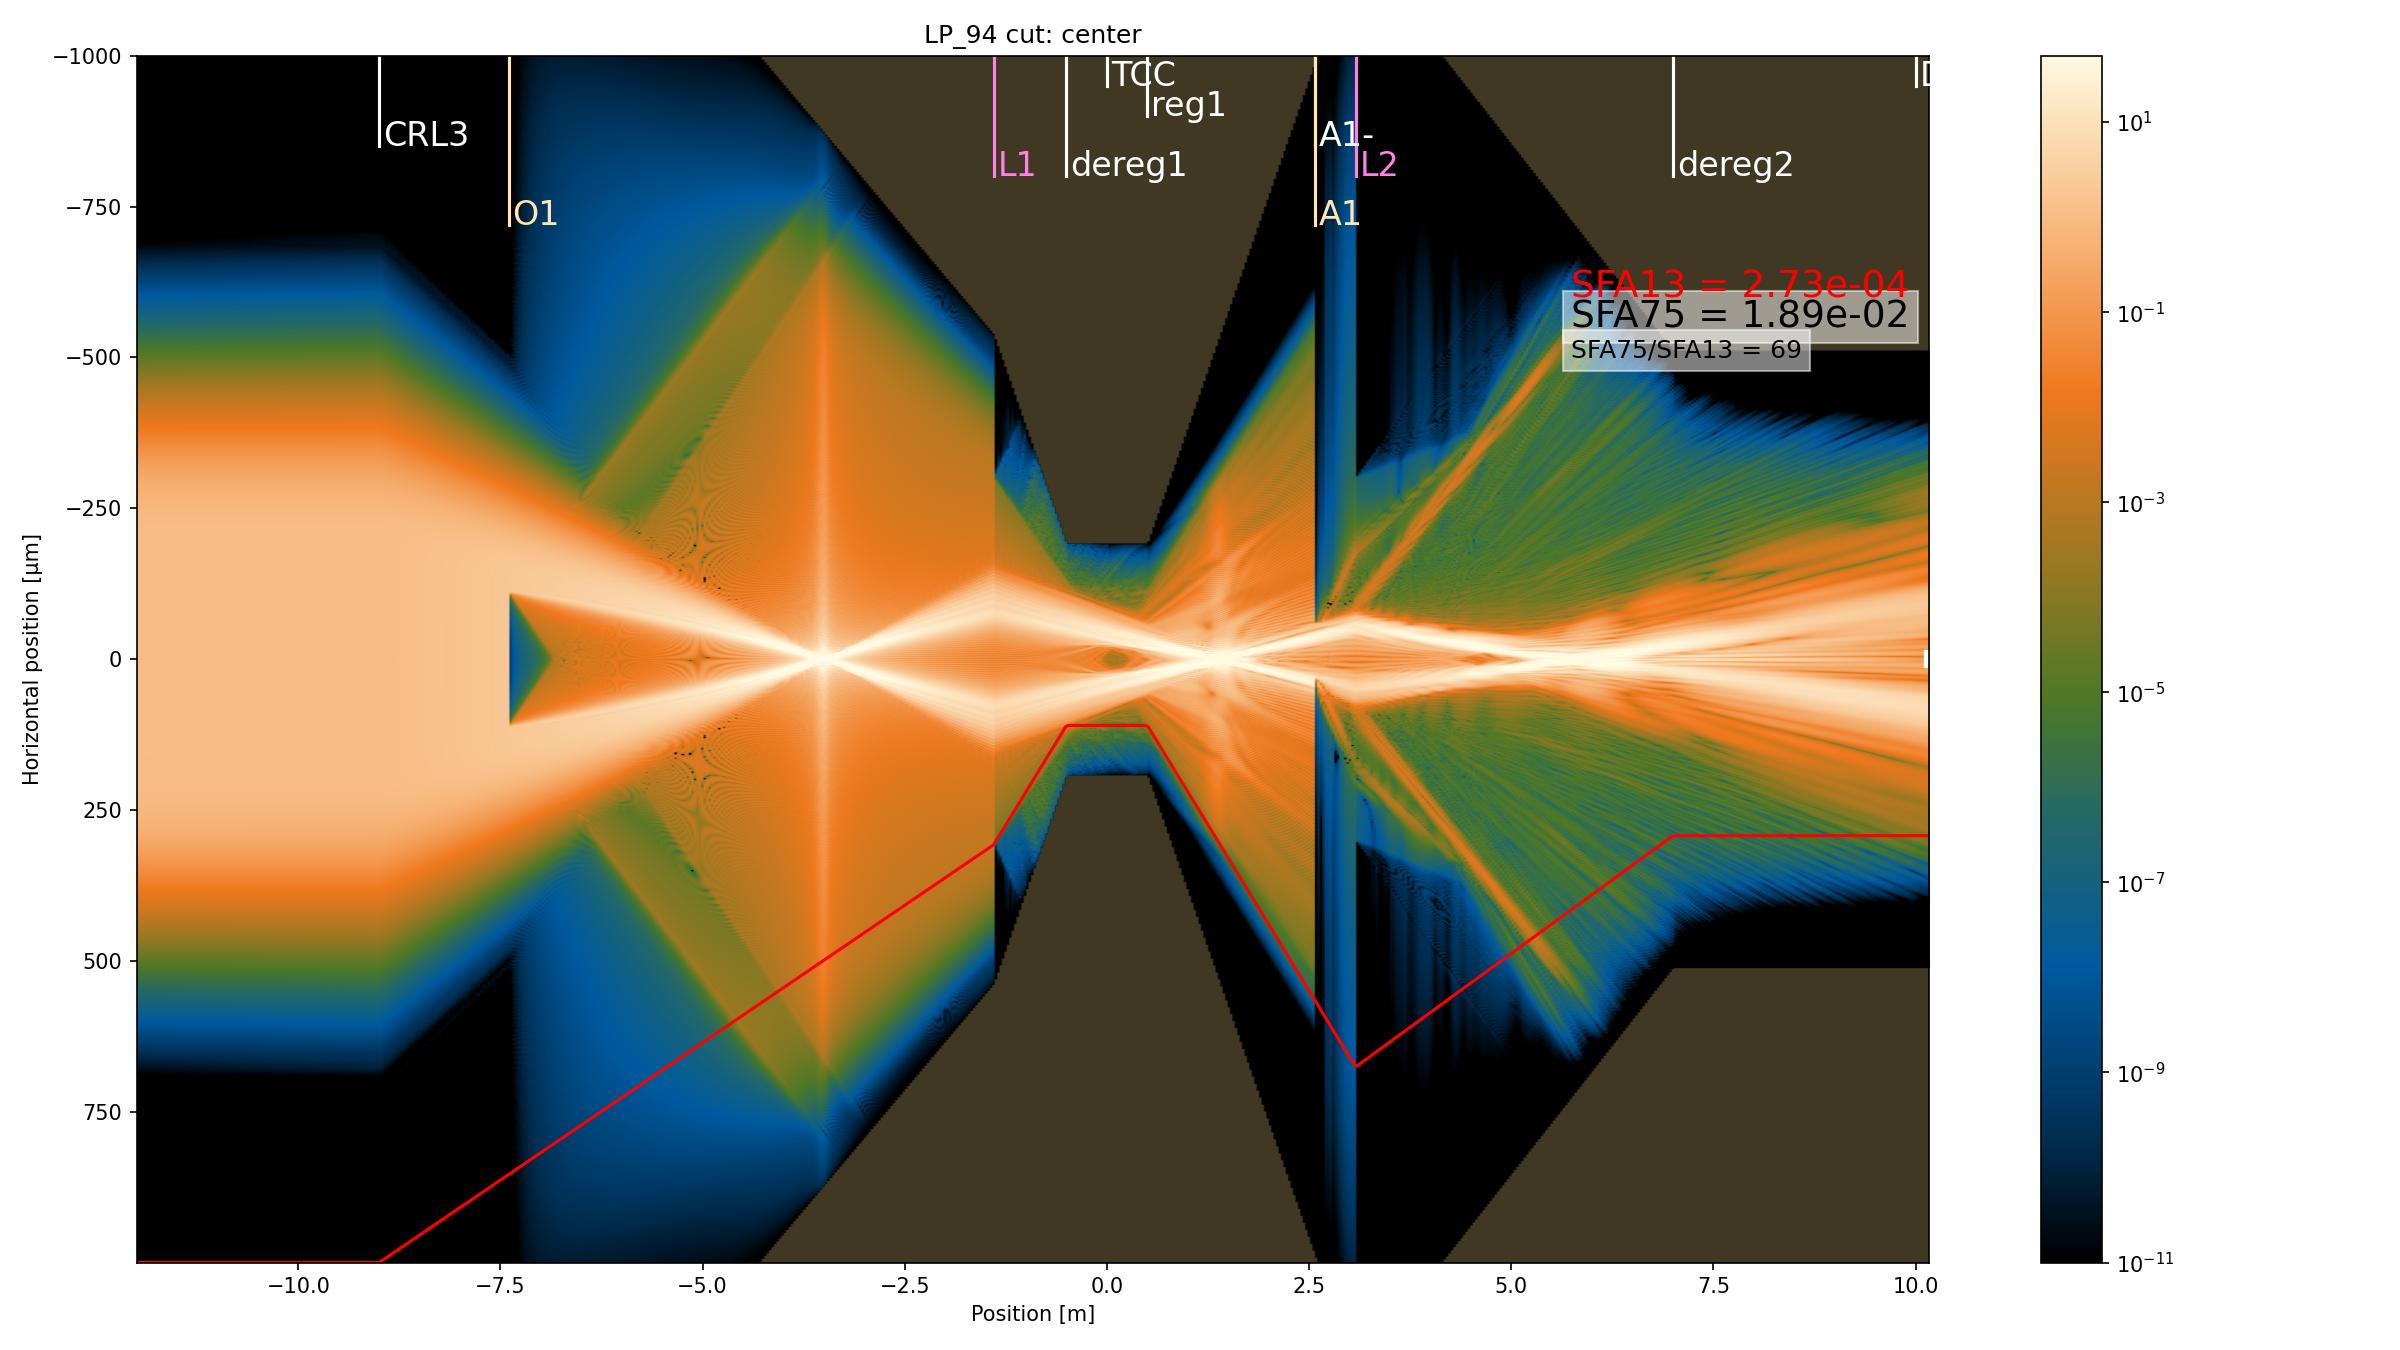 LP_94 cut: center
−1000
−750
−500
−250
0
250
500
750
Horizontal position [µm]
TCC
D
reg1
CRL3
A1-
L1
dereg1
L2
dereg2
O1
A1
SFA13 = 2.73e-04
SFA75 = 1.89e-02
SFA75/SFA13 = 69
−10.0
−7.5
−5.0
−2.5
0.0
2.5
5.0
7.5
10.0
Position [m]
10¹
10⁻¹
10⁻³
10⁻⁵
10⁻⁷
10⁻⁹
10⁻¹¹